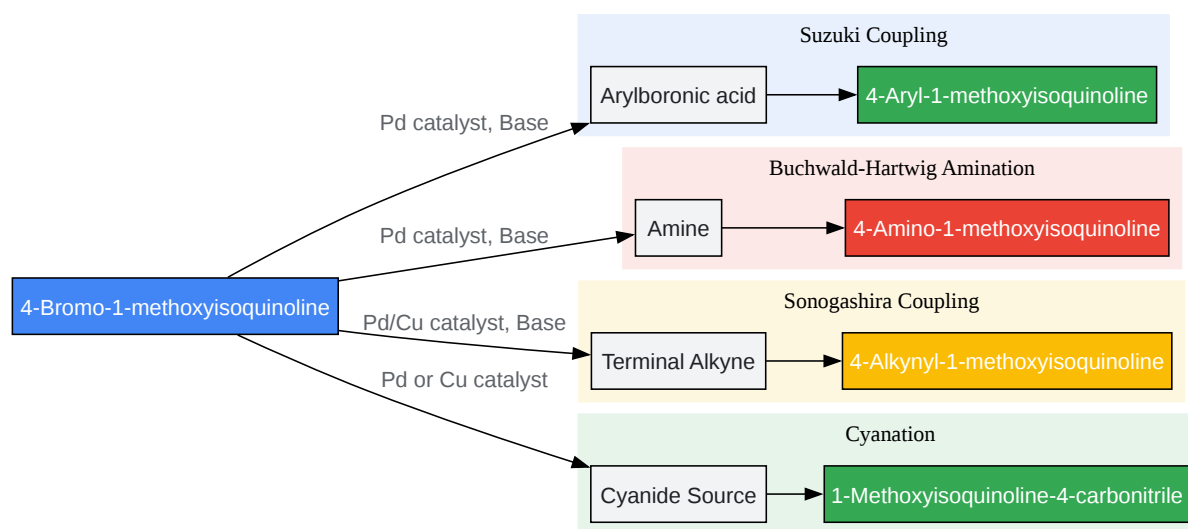 Suzuki Coupling
Arylboronic acid
4-Aryl-1-methoxyisoquinoline
Pd catalyst, Base
Buchwald-Hartwig Amination
Pd catalyst, Base
Amine
4-Amino-1-methoxyisoquinoline
4-Bromo-1-methoxyisoquinoline
Sonogashira Coupling
Pd/Cu catalyst, Base
Terminal Alkyne
4-Alkynyl-1-methoxyisoquinoline
Pd or Cu catalyst
Cyanation
Cyanide Source
1-Methoxyisoquinoline-4-carbonitrile